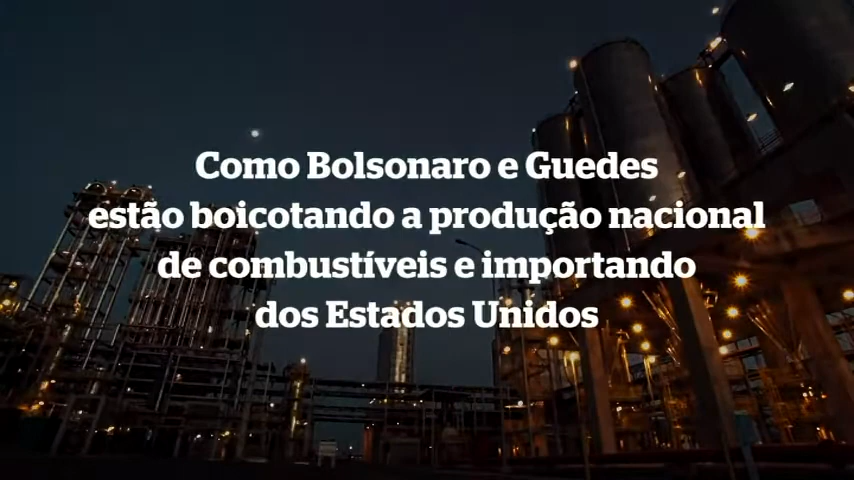 Como Bolsonaro e Guedes
estão boicotando a produção nacional
de combustíveis e importando
dos Estados Unidos